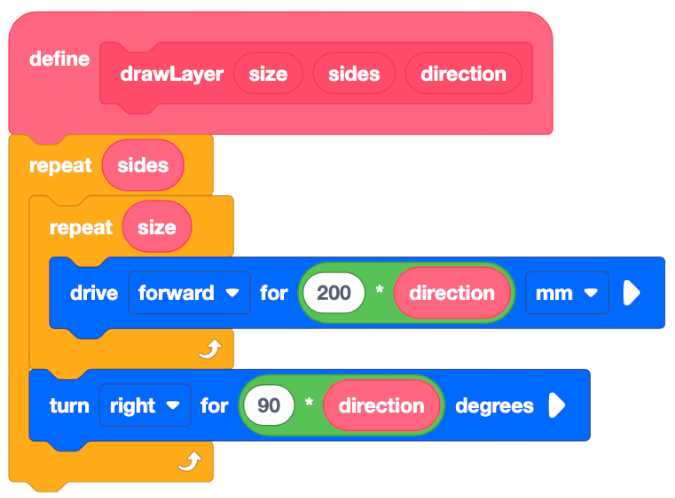 define drawLayer size sides direction
repeat sides
repeat size
drive forward for 200 * direction mm
turn right for 90 * direction degrees